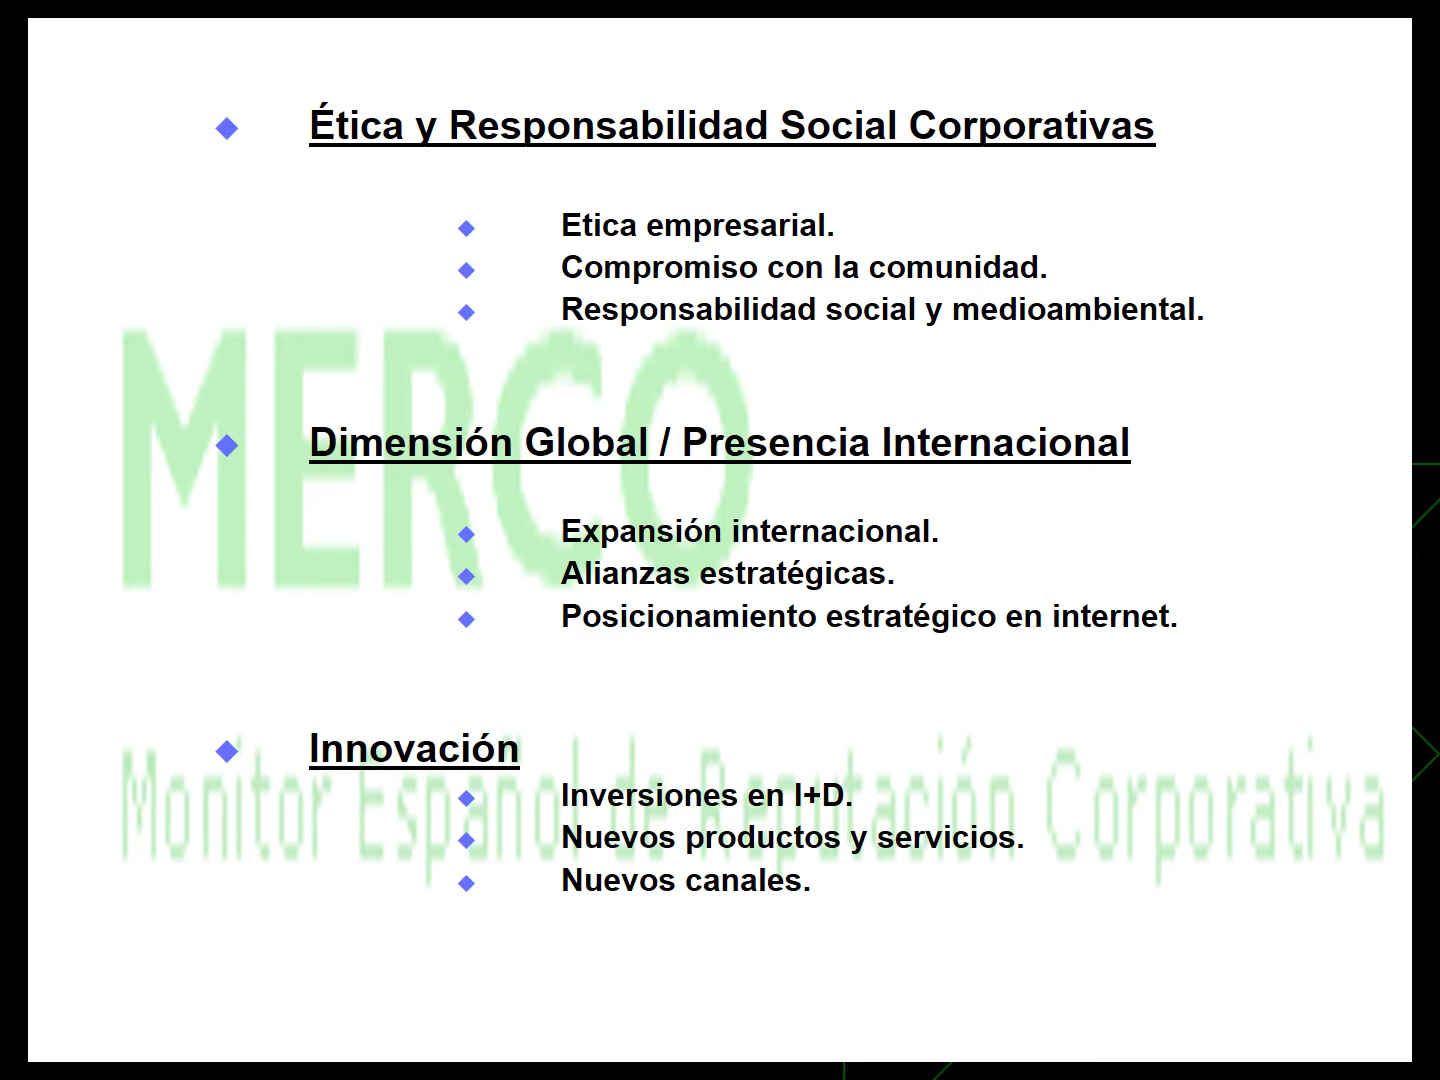 Ética y Responsabilidad Social Corporativas
Etica empresarial.
Compromiso con la comunidad.
Responsabilidad social y medioambiental.
MERCO
Dimensión Global / Presencia Internacional
Expansión internacional.
Alianzas estratégicas.
Posicionamiento estratégico en internet.
Innovación
Monitor Español de Reputación Corporativa
Inversiones en I+D.
Nuevos productos y servicios.
Nuevos canales.